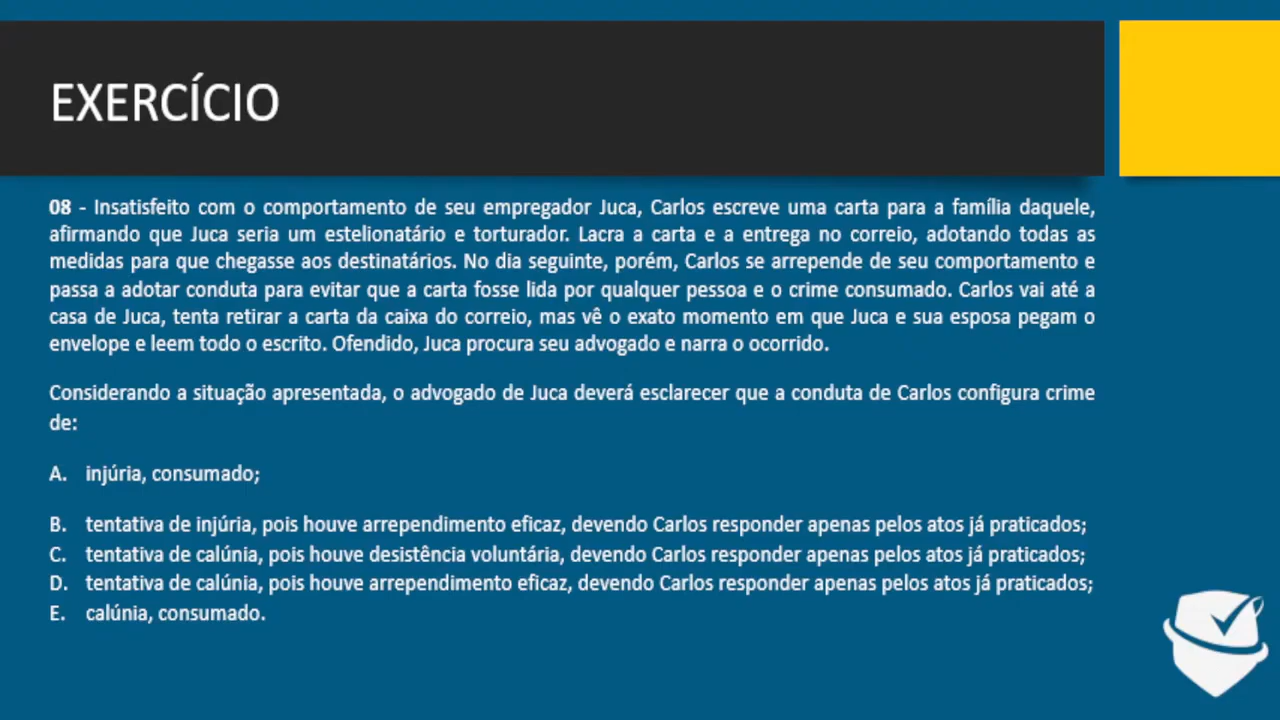 EXERCÍCIO
08 - Insatisfeito com o comportamento de seu empregador Juca, Carlos escreve uma carta para a família daquele,
afirmando que Juca seria um estelionatário e torturador. Lacra a carta e a entrega no correio, adotando todas as
medidas para que chegasse aos destinatários. No dia seguinte, porém, Carlos se arrepende de seu comportamento e
passa a adotar conduta para evitar que a carta fosse lida por qualquer pessoa e o crime consumado. Carlos vai até a
casa de Juca, tenta retirar a carta da caixa do correio, mas vê o exato momento em que Juca e sua esposa pegam o
envelope e leem todo o escrito. Ofendido, Juca procura seu advogado e narra o ocorrido.
Considerando a situação apresentada, o advogado de Juca deverá esclarecer que a conduta de Carlos configura crime
de:
A. injúria, consumado;
B. tentativa de injúria, pois houve arrependimento eficaz, devendo Carlos responder apenas pelos atos já praticados;
C. tentativa de calúnia, pois houve desistência voluntária, devendo Carlos responder apenas pelos atos já praticados;
D. tentativa de calúnia, pois houve arrependimento eficaz, devendo Carlos responder apenas pelos atos já praticados;
E. calúnia, consumado.